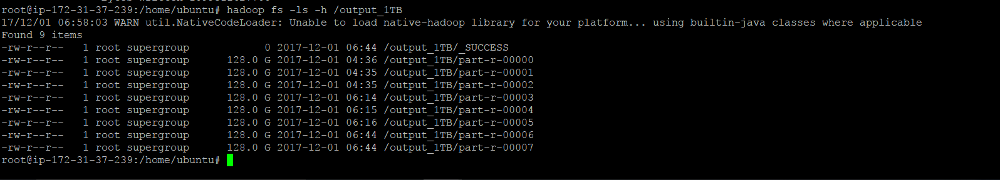 root@ip-172-31-37-239:/home/ubuntu# hadoop fs -ls -h /output_1TB
17/12/01 06:58:03 WARN util.NativeCodeLoader: Unable to load native-hadoop library for your platform... using builtin-java classes where applicable
Found 9 items
-rw-r--r--   1 root supergroup            0 2017-12-01 06:44 /output_1TB/_SUCCESS
-rw-r--r--   1 root supergroup      128.0 G 2017-12-01 04:36 /output_1TB/part-r-00000
-rw-r--r--   1 root supergroup      128.0 G 2017-12-01 04:35 /output_1TB/part-r-00001
-rw-r--r--   1 root supergroup      128.0 G 2017-12-01 04:35 /output_1TB/part-r-00002
-rw-r--r--   1 root supergroup      128.0 G 2017-12-01 06:14 /output_1TB/part-r-00003
-rw-r--r--   1 root supergroup      128.0 G 2017-12-01 06:15 /output_1TB/part-r-00004
-rw-r--r--   1 root supergroup      128.0 G 2017-12-01 06:16 /output_1TB/part-r-00005
-rw-r--r--   1 root supergroup      128.0 G 2017-12-01 06:44 /output_1TB/part-r-00006
-rw-r--r--   1 root supergroup      128.0 G 2017-12-01 06:44 /output_1TB/part-r-00007
root@ip-172-31-37-239:/home/ubuntu#